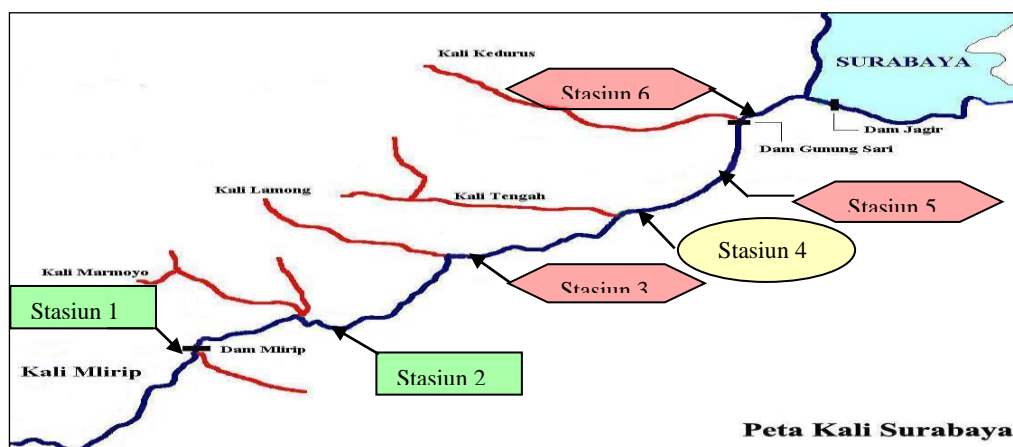 Kali Kedurus
SURABAYA
Stasiun 6
Dam Jagir
Dam Gunung Sari
Kali Lamong
Kali Tengah
Stasiun 5
Stasiun 4
Kali Marmoyo
Stasiun 3
Stasiun 1
Dam Mlirip
Kali Mlirip
Stasiun 2
Peta Kali Surabaya